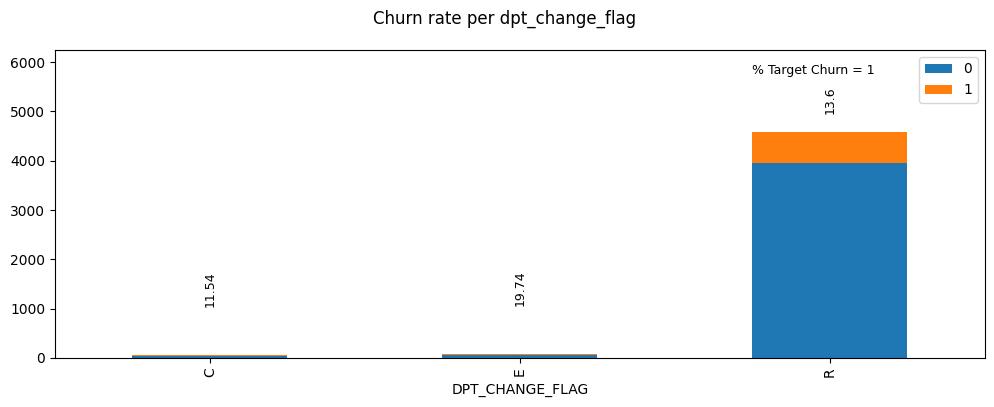 Churn rate per dpt_change_flag
% Target Churn = 1
0
1
6000
5000
4000
3000
2000
1000
0
11.54
19.74
13.6
C
E
R
DPT_CHANGE_FLAG